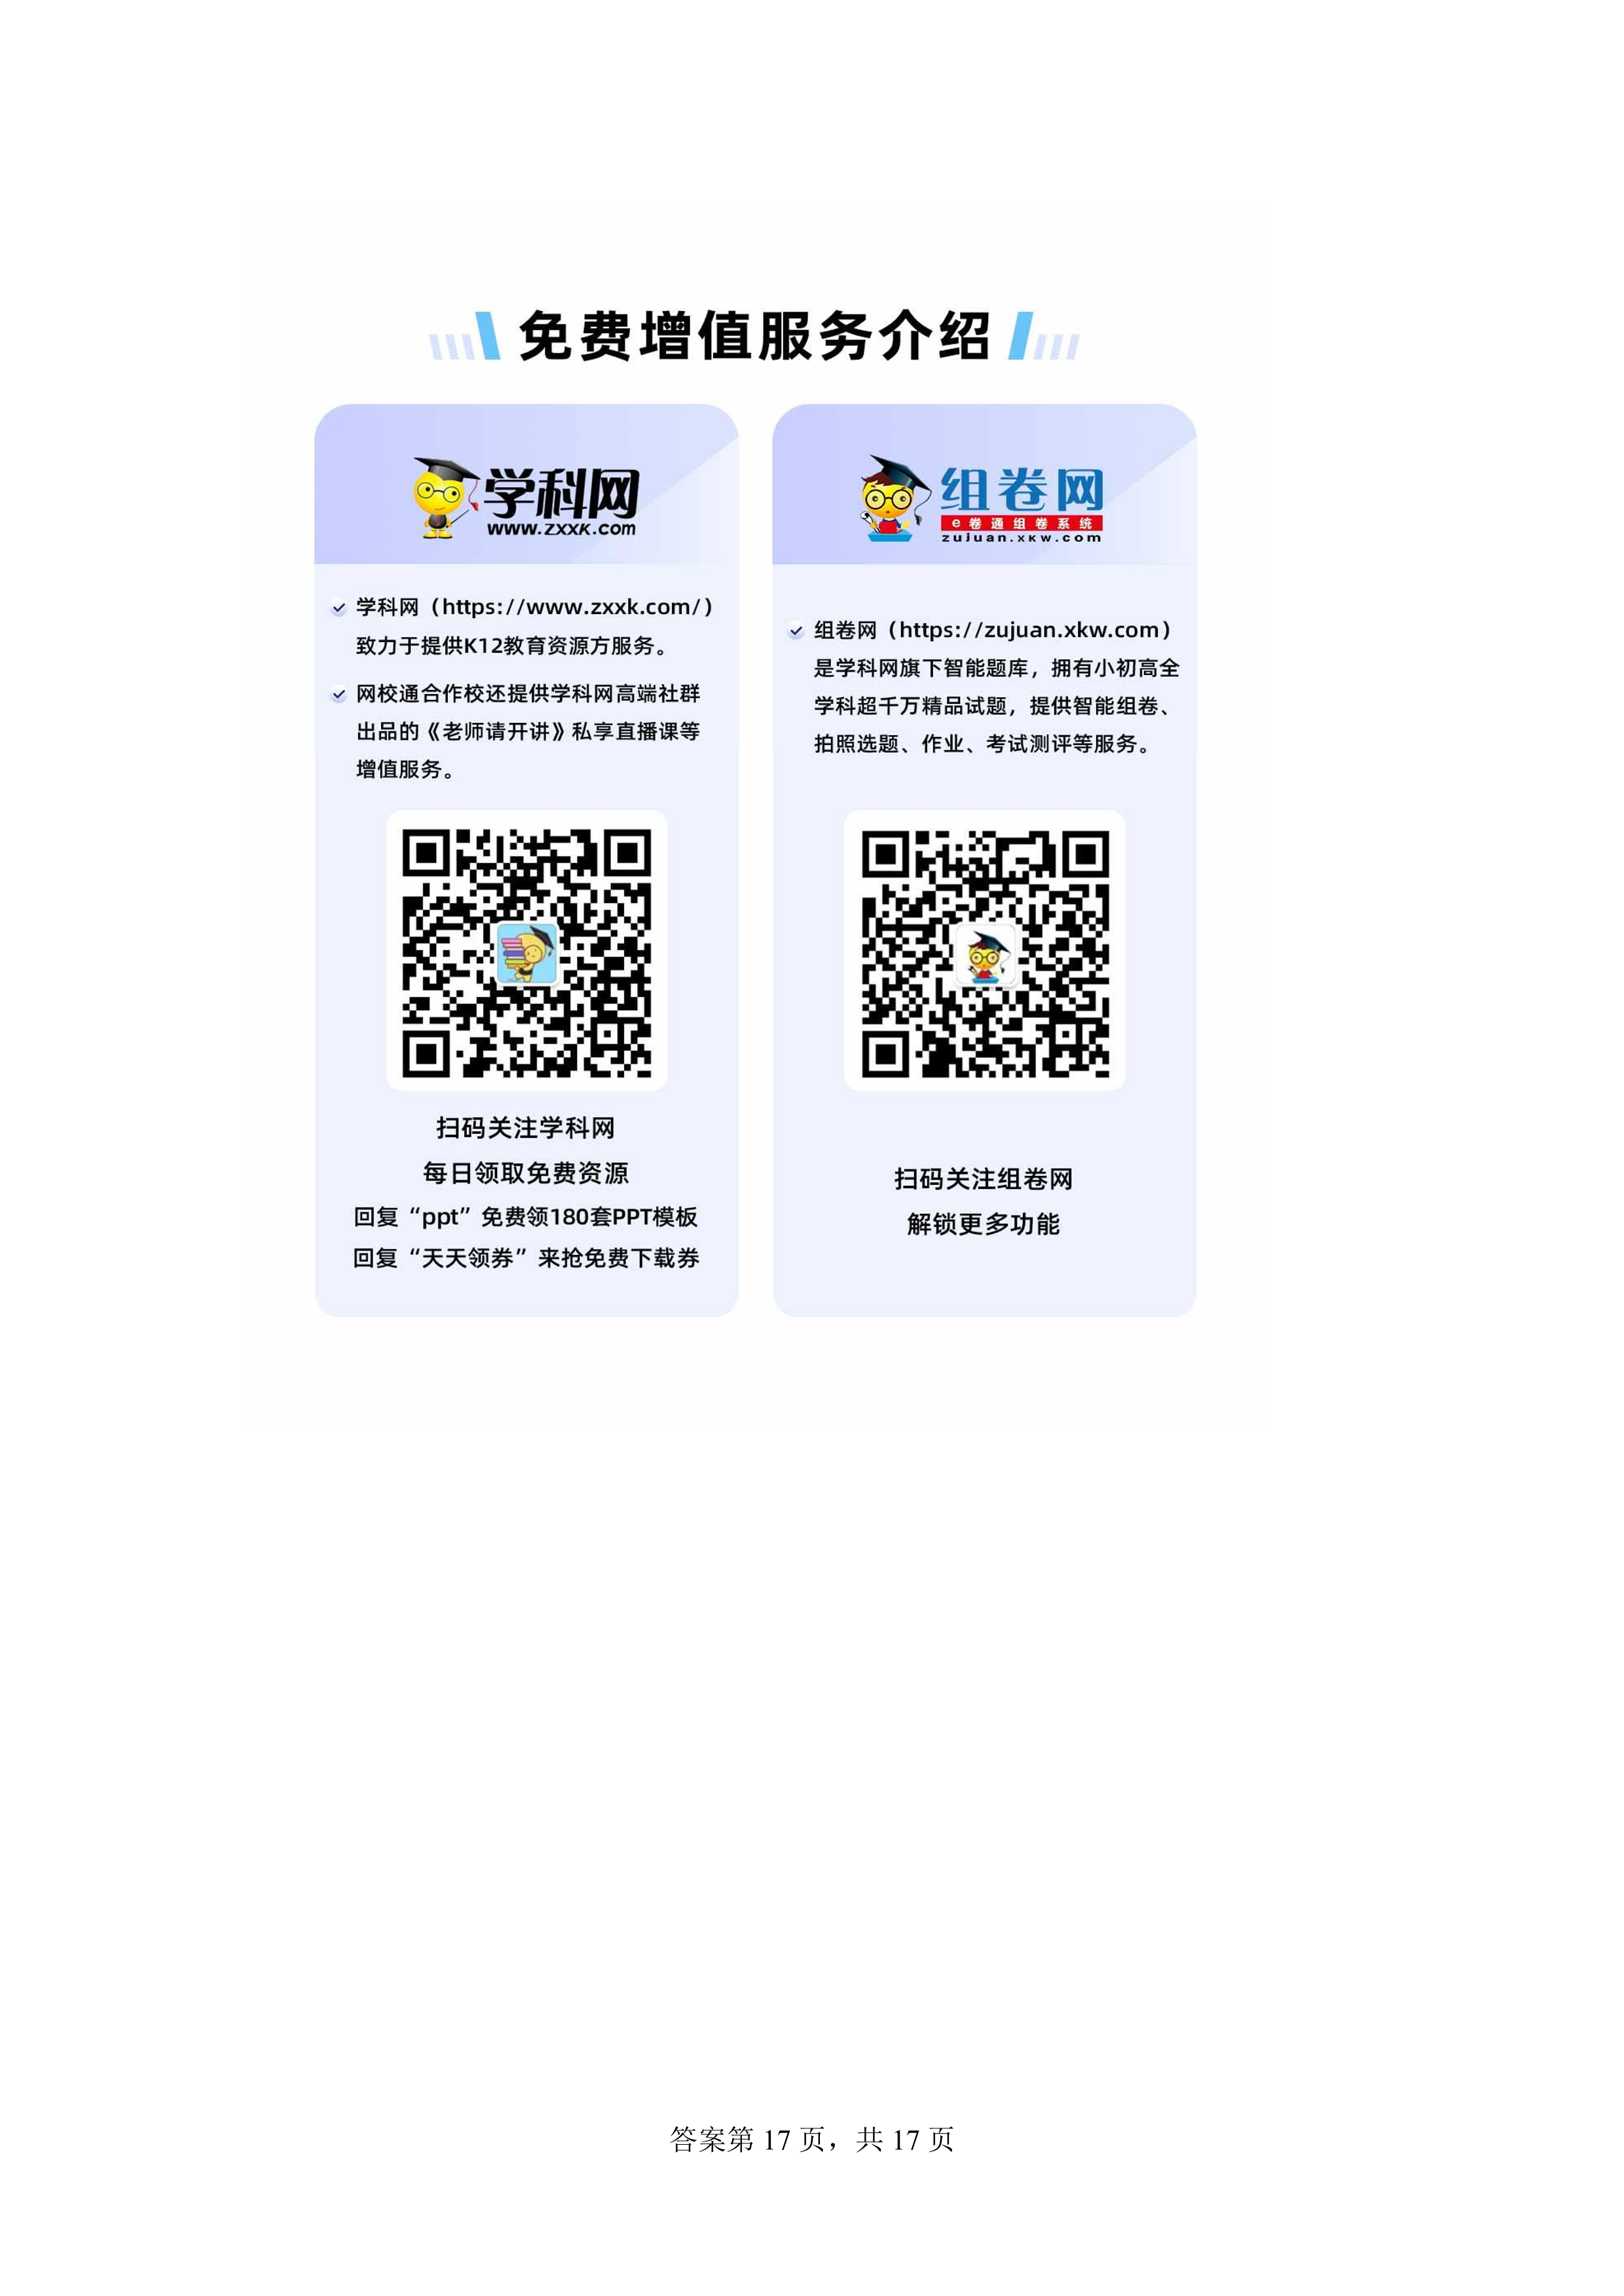 免费增值服务介绍
学科网
www.zxxk.com
学科网（https://www.zxxk.com/）
致力于提供K12教育资源方服务。
网校通合作校还提供学科网高端社群
出品的《老师请开讲》私享直播课等
增值服务。
扫码关注学科网
每日领取免费资源
回复“ppt”免费领180套PPT模板
回复“天天领券”来抢免费下载券
组卷网
e卷通组卷系统
zujuan.xkw.com
组卷网（https://zujuan.xkw.com）
是学科网旗下智能题库，拥有小初高全
学科超千万精品试题，提供智能组卷、
拍照选题、作业、考试测评等服务。
扫码关注组卷网
解锁更多功能
答案第 17 页，共 17 页